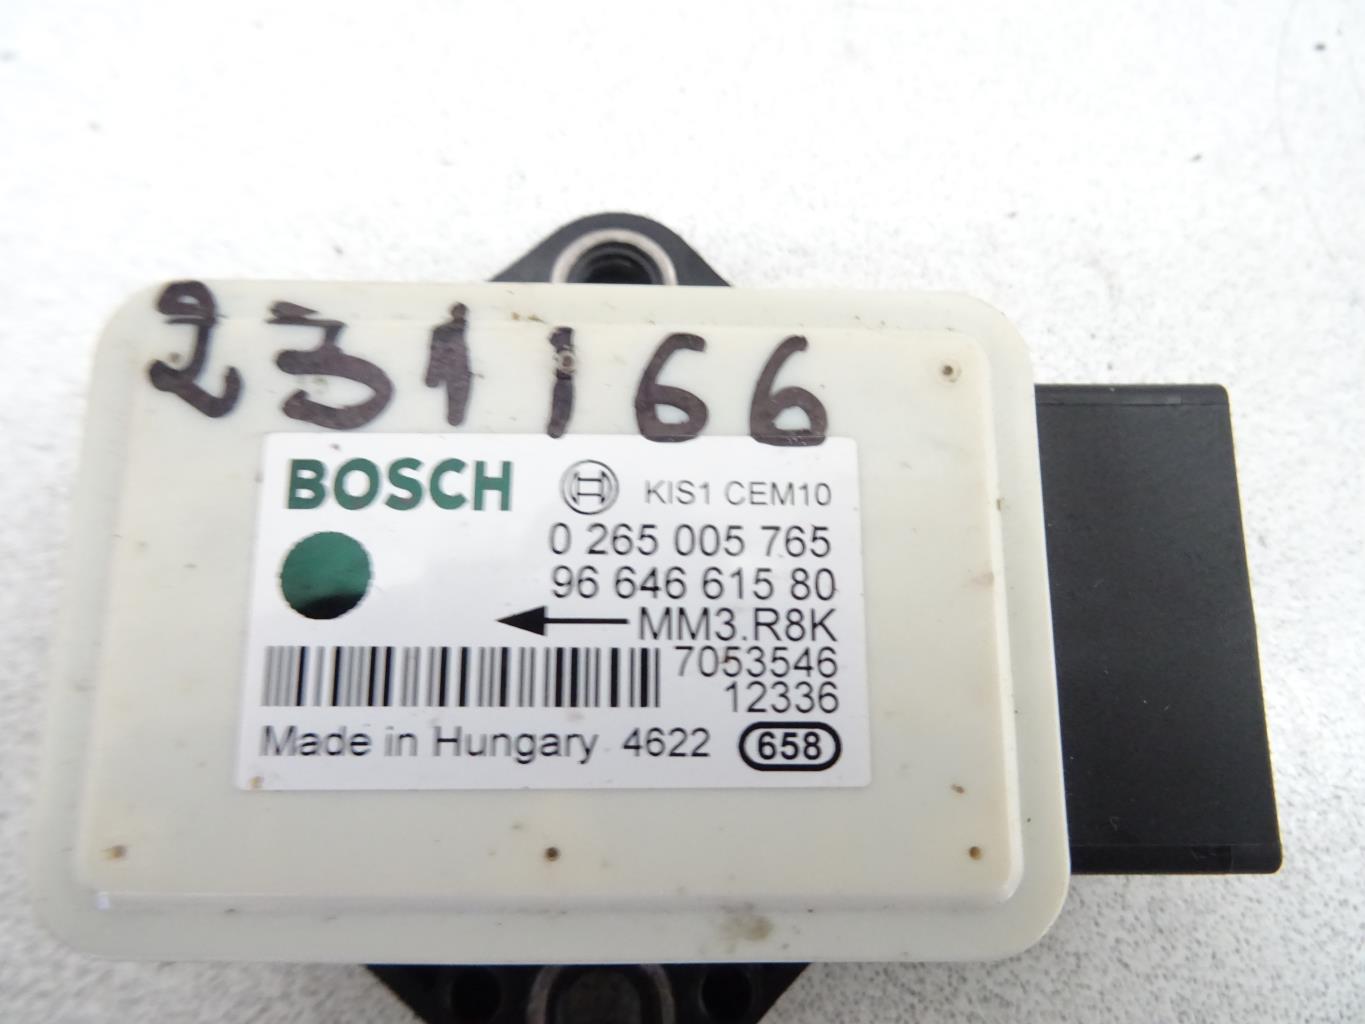 231166
BOSCH KIS1 CEM10
0 265 005 765
96 646 615 80
MM3.R8K
7053546
12336
Made in Hungary 4622 658